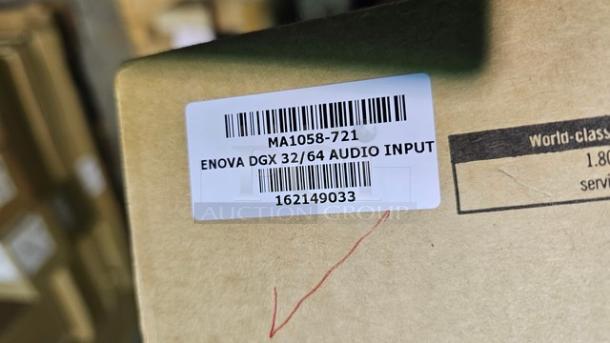 MA1058-721
ENOVA DGX 32/64 AUDIO INPUT
162149033
AUCTION GROUP
World-class
1.80
servi